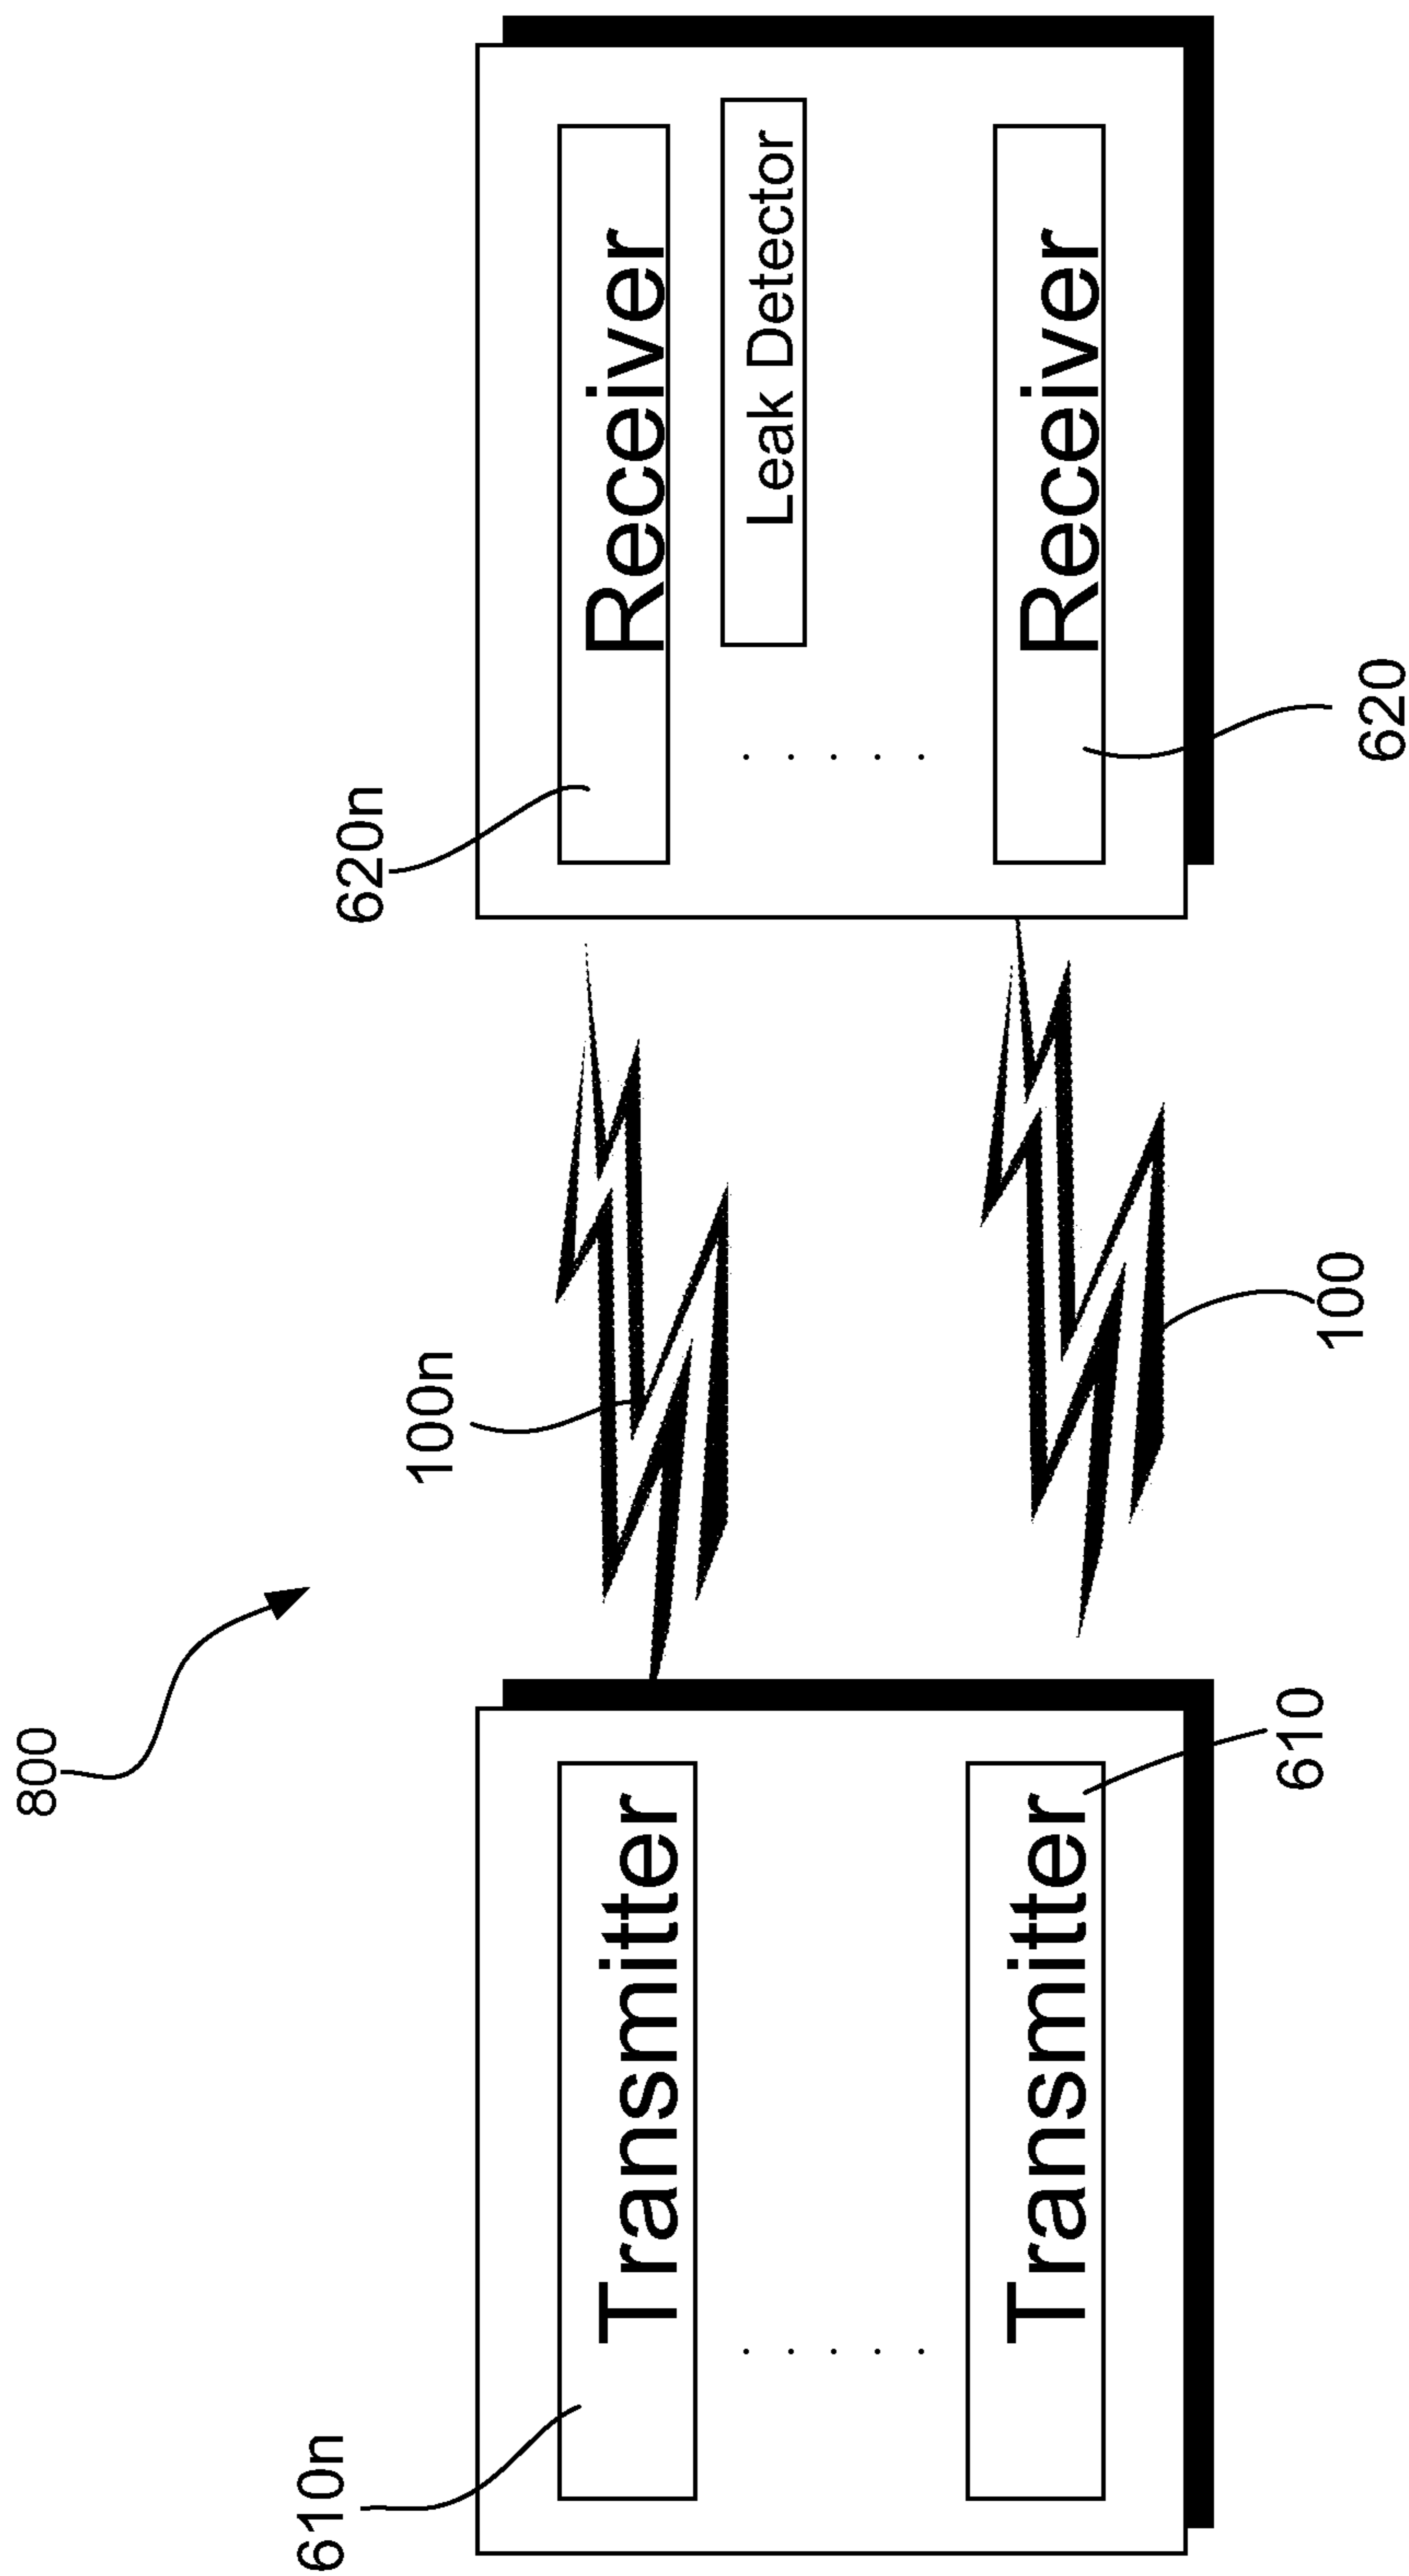 800
610n
100n
620n
Transmitter
Receiver
Leak Detector
. . . . .
. . . . .
Transmitter
Receiver
610
100
620